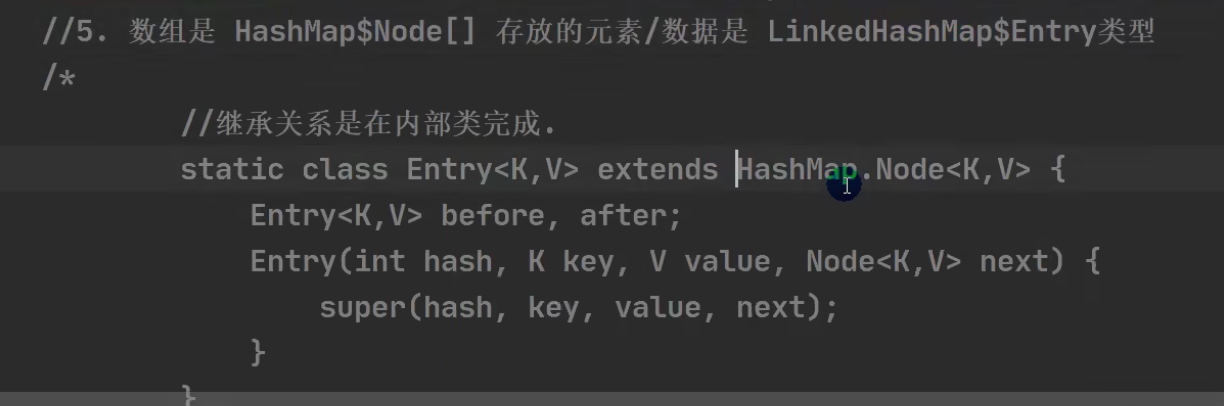 //5. 数组是 HashMap$Node[] 存放的元素/数据是 LinkedHashMap$Entry类型
/*
//继承关系是在内部类完成.
static class Entry<K,V> extends HashMap.Node<K,V> {
Entry<K,V> before, after;
Entry(int hash, K key, V value, Node<K,V> next) {
super(hash, key, value, next);
}
}